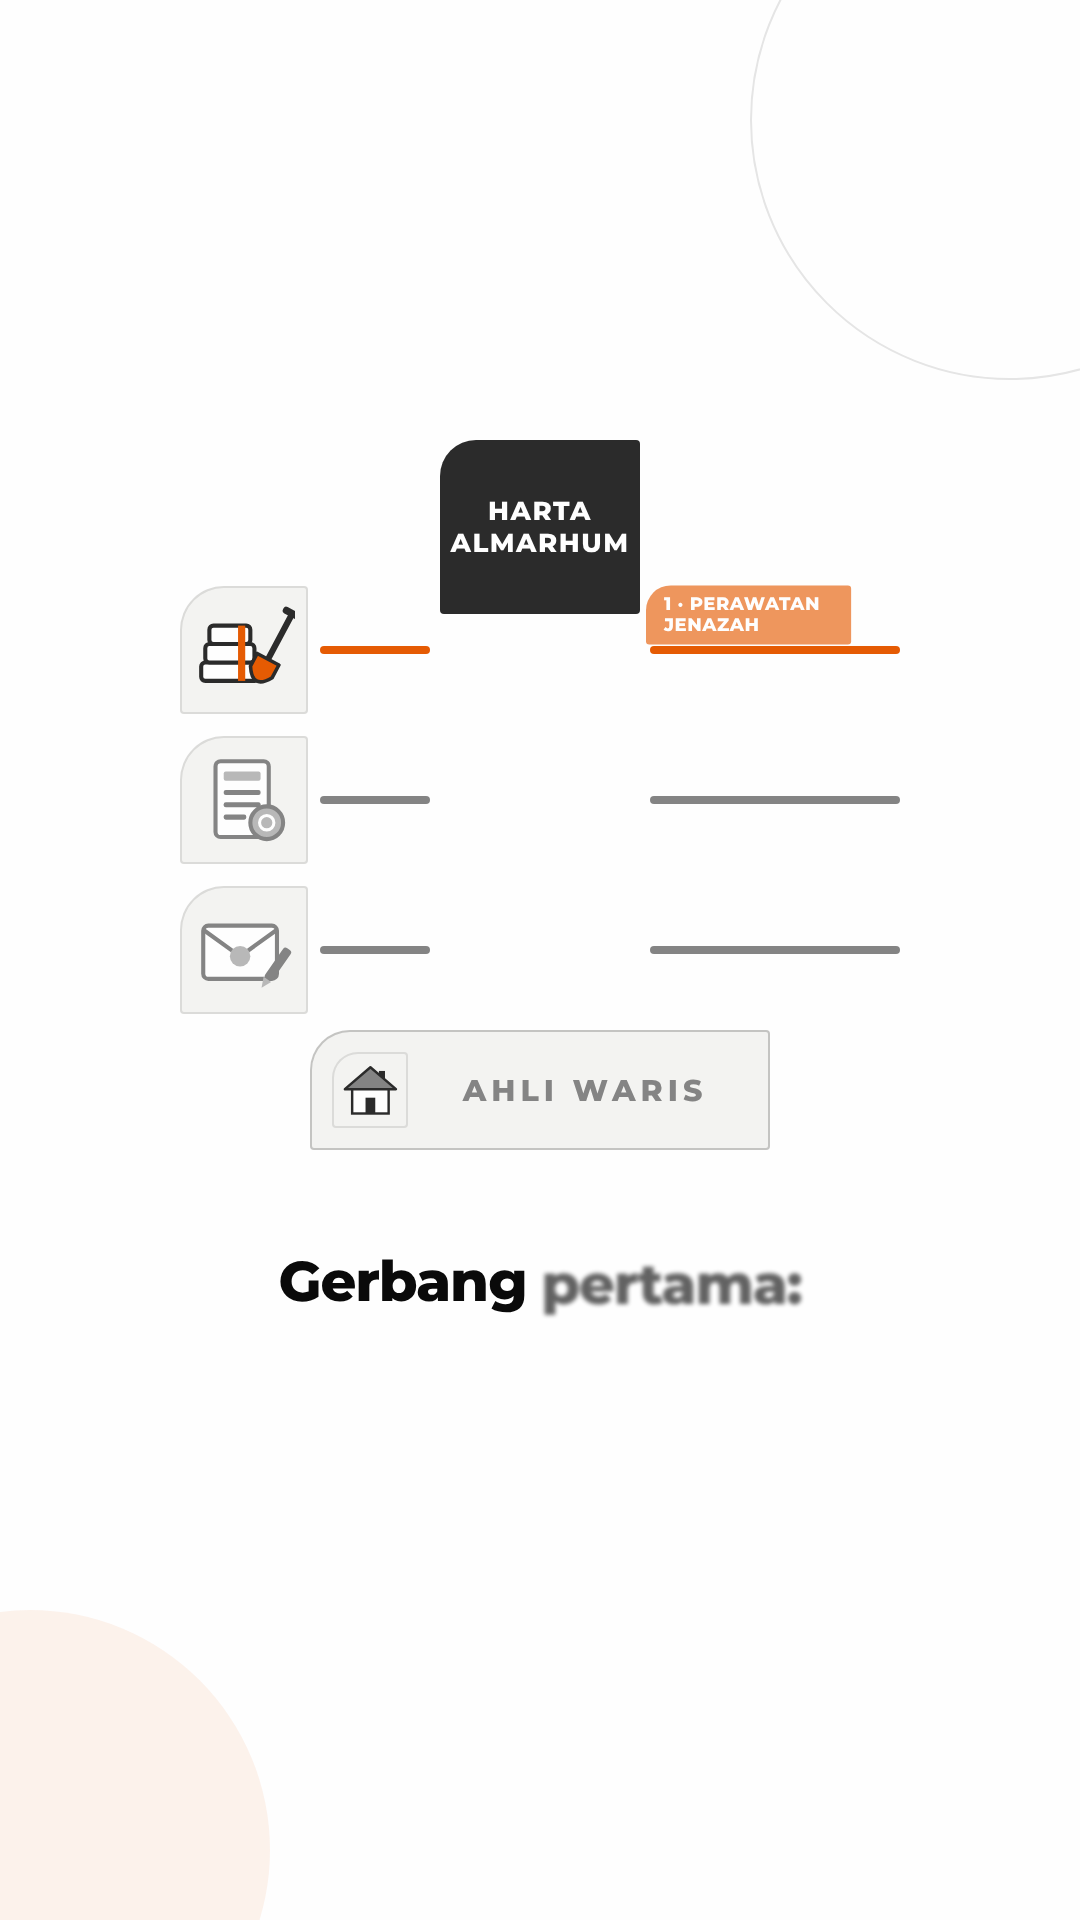 HARTA
ALMARHUM
1 · PERAWATAN
JENAZAH
AHLI WARIS
Gerbang pertama: